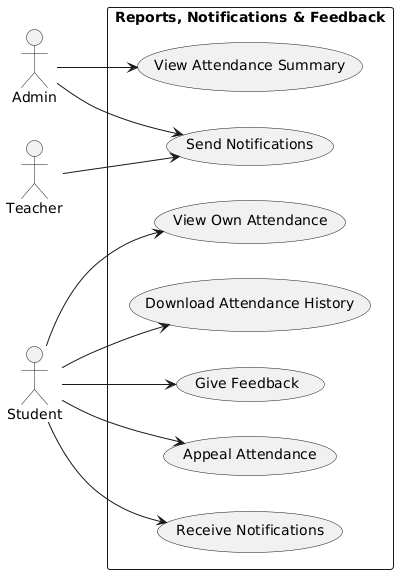 Reports, Notifications & Feedback
Admin
View Attendance Summary
Send Notifications
Teacher
View Own Attendance
Download Attendance History
Student
Give Feedback
Appeal Attendance
Receive Notifications